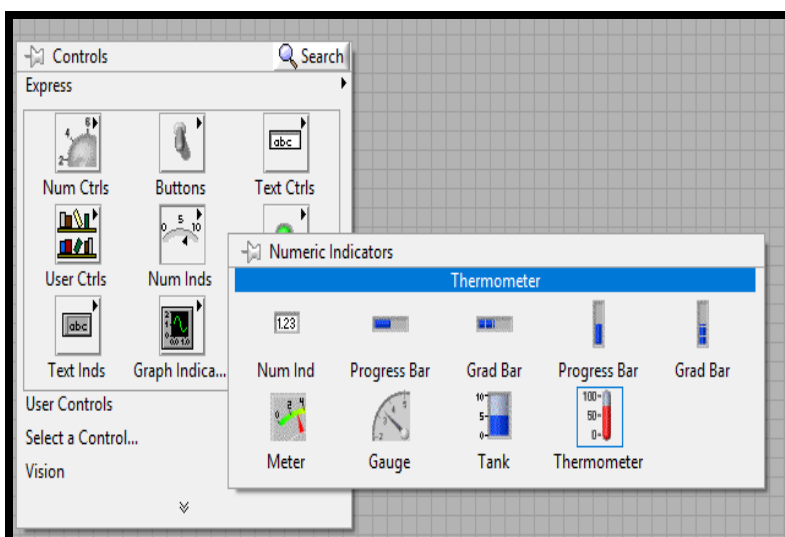 Controls
Search
Express
Num Ctrls Buttons Text Ctrls
User Ctrls Num Inds
Text Inds Graph Indica...
User Controls
Select a Control...
Vision
Numeric Indicators
Thermometer
1.23
Num Ind Progress Bar Grad Bar Progress Bar Grad Bar
Meter Gauge Tank Thermometer